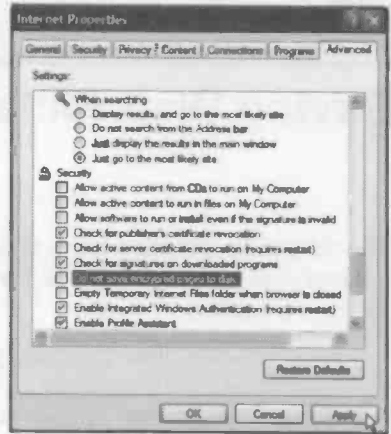 Internet Properties
General Security Privacy Content Connections Programs Advanced
Settings:
When searching
Display results, and go to the most likely site
Do not search from the Address bar
Just display the results in the main window
Just go to the most likely site
Security
Allow active content from CDs to run on My Computer
Allow active content to run in files on My Computer
Allow software to run or install even if the signature is invalid
Check for publisher's certificate revocation
Check for server certificate revocation (requires restart)
Check for signatures on downloaded programs
Do not save encrypted pages to disk
Empty Temporary Internet Files folder when browser is closed
Enable Integrated Windows Authentication (requires restart)
Enable Profile Assistant
Restore Defaults
OK Cancel Apply